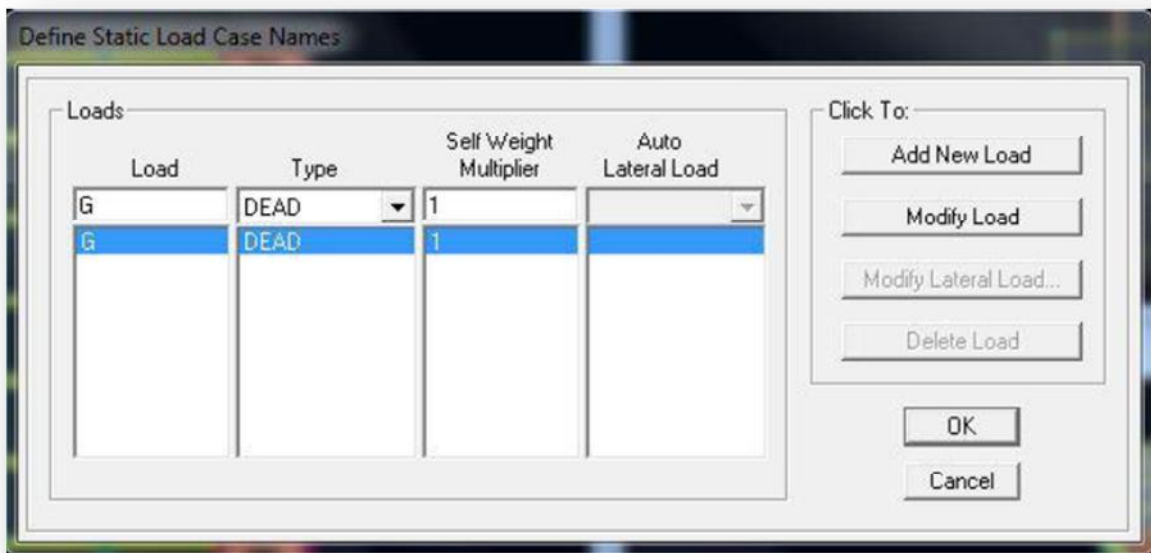 Define Static Load Case Names
Loads
Load Type Self Weight Multiplier Auto Lateral Load
G DEAD 1
G DEAD 1
Click To:
Add New Load
Modify Load
Modify Lateral Load...
Delete Load
OK
Cancel